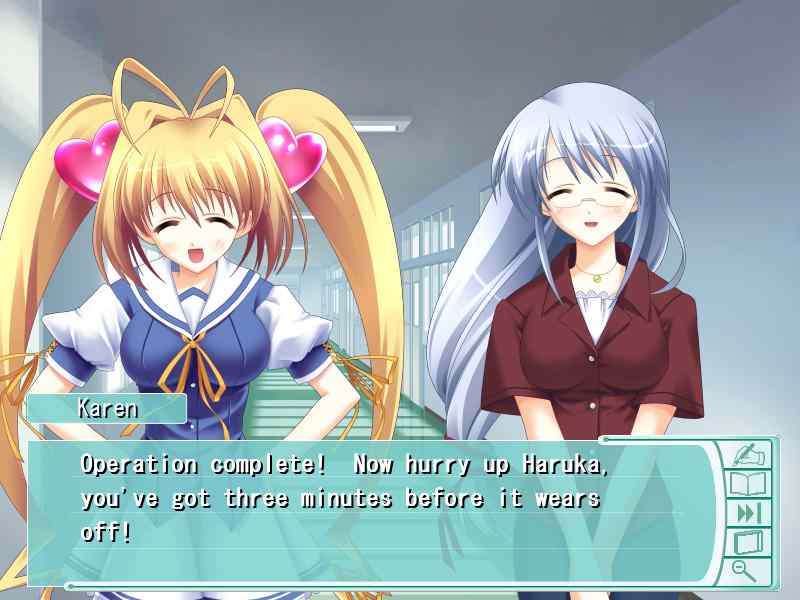 Karen
Operation complete!  Now hurry up Haruka,
you've got three minutes before it wears
off!